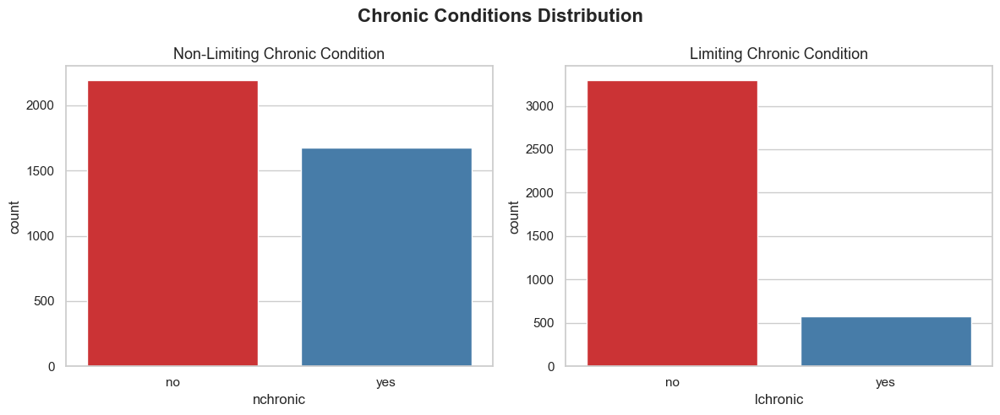 Chronic Conditions Distribution
Non-Limiting Chronic Condition
2000
1500
1000
500
0
count
no yes
nchronic
Limiting Chronic Condition
3000
2500
2000
1500
1000
500
0
count
no yes
lchronic